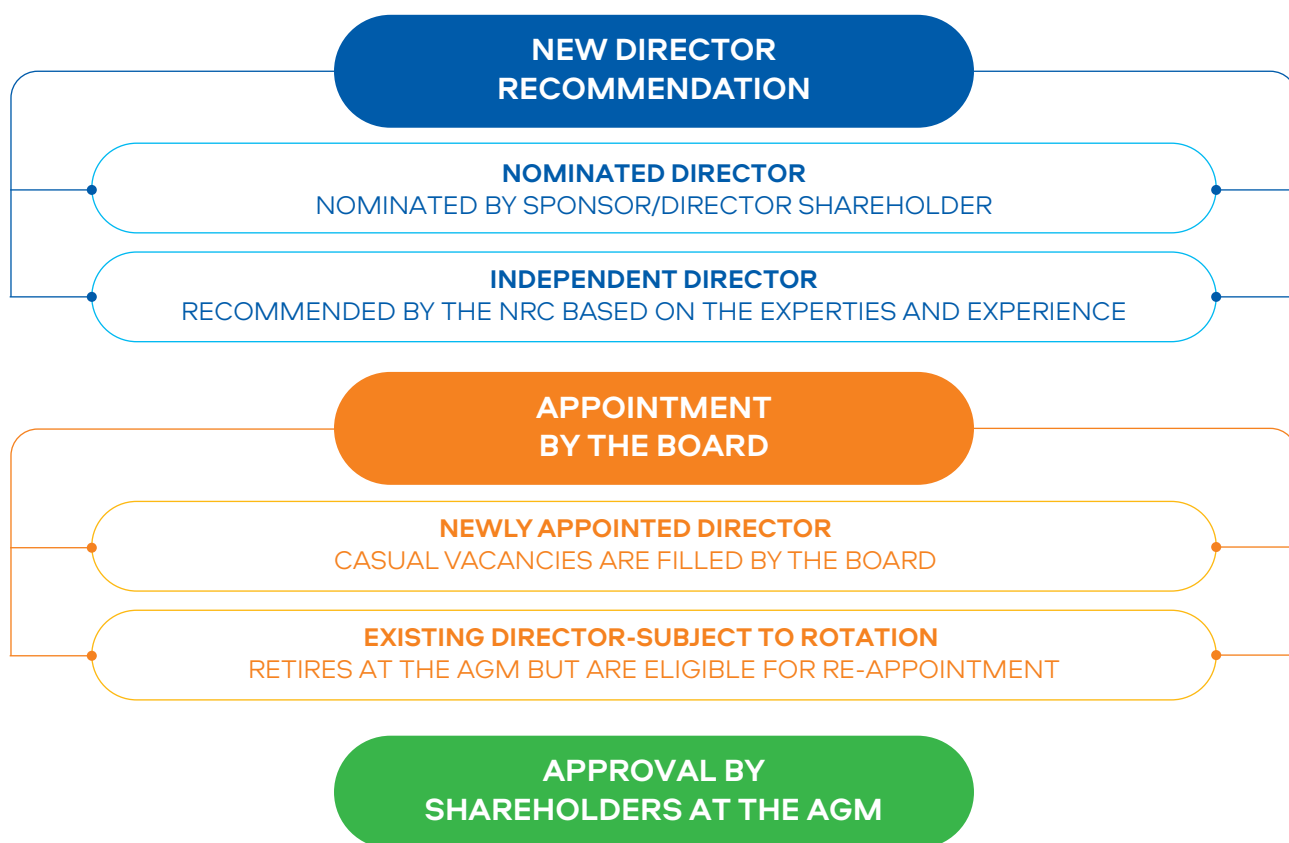 NEW DIRECTOR
RECOMMENDATION
NOMINATED DIRECTOR
NOMINATED BY SPONSOR/DIRECTOR SHAREHOLDER
INDEPENDENT DIRECTOR
RECOMMENDED BY THE NRC BASED ON THE EXPERTIES AND EXPERIENCE
APPOINTMENT
BY THE BOARD
NEWLY APPOINTED DIRECTOR
CASUAL VACANCIES ARE FILLED BY THE BOARD
EXISTING DIRECTOR-SUBJECT TO ROTATION
RETIRES AT THE AGM BUT ARE ELIGIBLE FOR RE-APPOINTMENT
APPROVAL BY
SHAREHOLDERS AT THE AGM